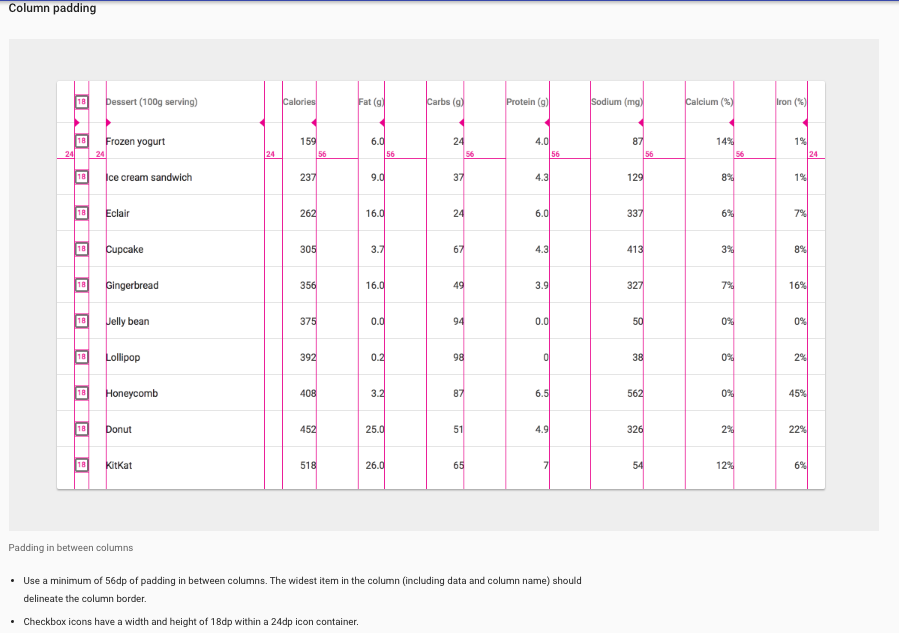 Column padding
18 Dessert (100g serving) Calories Fat (g) Carbs (g) Protein (g) Sodium (mg) Calcium (%) Iron (%)
18 Frozen yogurt 159 6.0 24 4.0 87 14% 1%
24 24 24 56 56 56 56 56 56 24
18 Ice cream sandwich 237 9.0 37 4.3 129 8% 1%
18 Eclair 262 16.0 24 6.0 337 6% 7%
18 Cupcake 305 3.7 67 4.3 413 3% 8%
18 Gingerbread 356 16.0 49 3.9 327 7% 16%
18 Jelly bean 375 0.0 94 0.0 50 0% 0%
18 Lollipop 392 0.2 98 0 38 0% 2%
18 Honeycomb 408 3.2 87 6.5 562 0% 45%
18 Donut 452 25.0 51 4.9 326 2% 22%
18 KitKat 518 26.0 65 7 54 12% 6%
Padding in between columns
• Use a minimum of 56dp of padding in between columns. The widest item in the column (including data and column name) should
delineate the column border.
• Checkbox icons have a width and height of 18dp within a 24dp icon container.